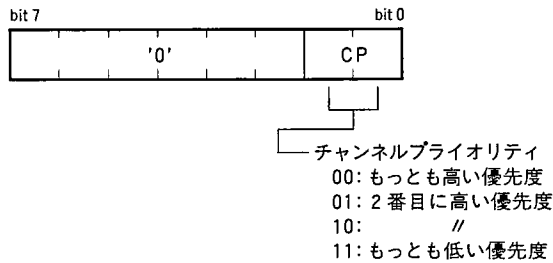 bit 7 bit 0
'0' CP
チャンネルプライオリティ
00: もっとも高い優先度
01: 2番目に高い優先度
10: 〃
11: もっとも低い優先度